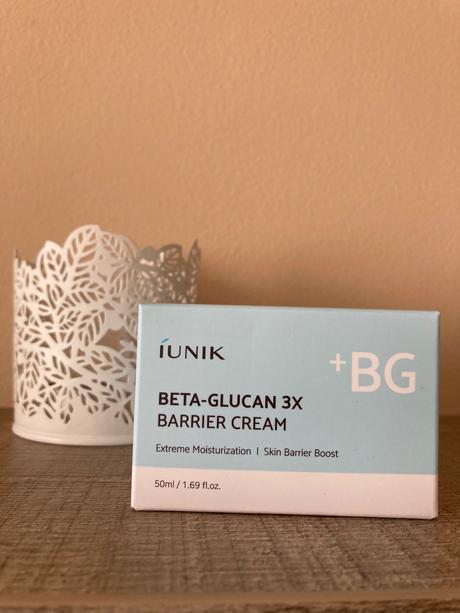 iUNIK
+BG
BETA-GLUCAN 3X
BARRIER CREAM
Extreme Moisturization | Skin Barrier Boost
50ml / 1.69 fl.oz.